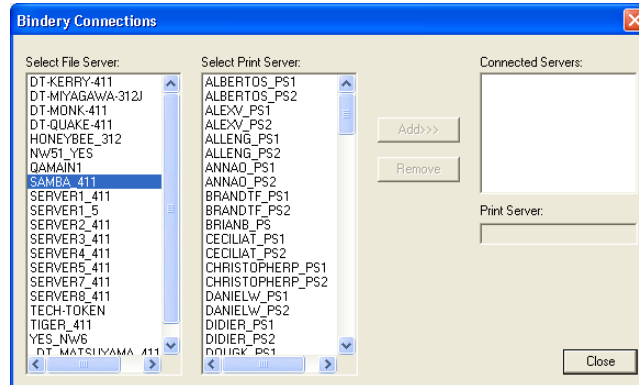 Bindery Connections
Select File Server:
DT-KERRY-411
DT-MIYAGAWA-312J
DT-MONK-411
DT-QUAKE-411
HONEYBEE_312
NW51_YES
QAMAIN1
SAMBA_411
SERVER1_411
SERVER1_5
SERVER2_411
SERVER3_411
SERVER4_411
SERVER5_411
SERVER7_411
SERVER8_411
TECH-TOKEN
TIGER_411
YES_NW6
_DT_MATSUYAMA_411
Select Print Server:
ALBERTOS_PS1
ALBERTOS_PS2
ALEXV_PS1
ALEXV_PS2
ALLENG_PS1
ALLENG_PS2
ANNAO_PS1
ANNAO_PS2
BRANDTF_PS1
BRANDTF_PS2
BRIANB_PS
CECILIAT_PS1
CECILIAT_PS2
CHRISTOPHERP_PS1
CHRISTOPHERP_PS2
DANIELW_PS1
DANIELW_PS2
DIDIER_PS1
DIDIER_PS2
DOUGK_PS1
Add>>>
Remove
Connected Servers:
Print Server:
Close